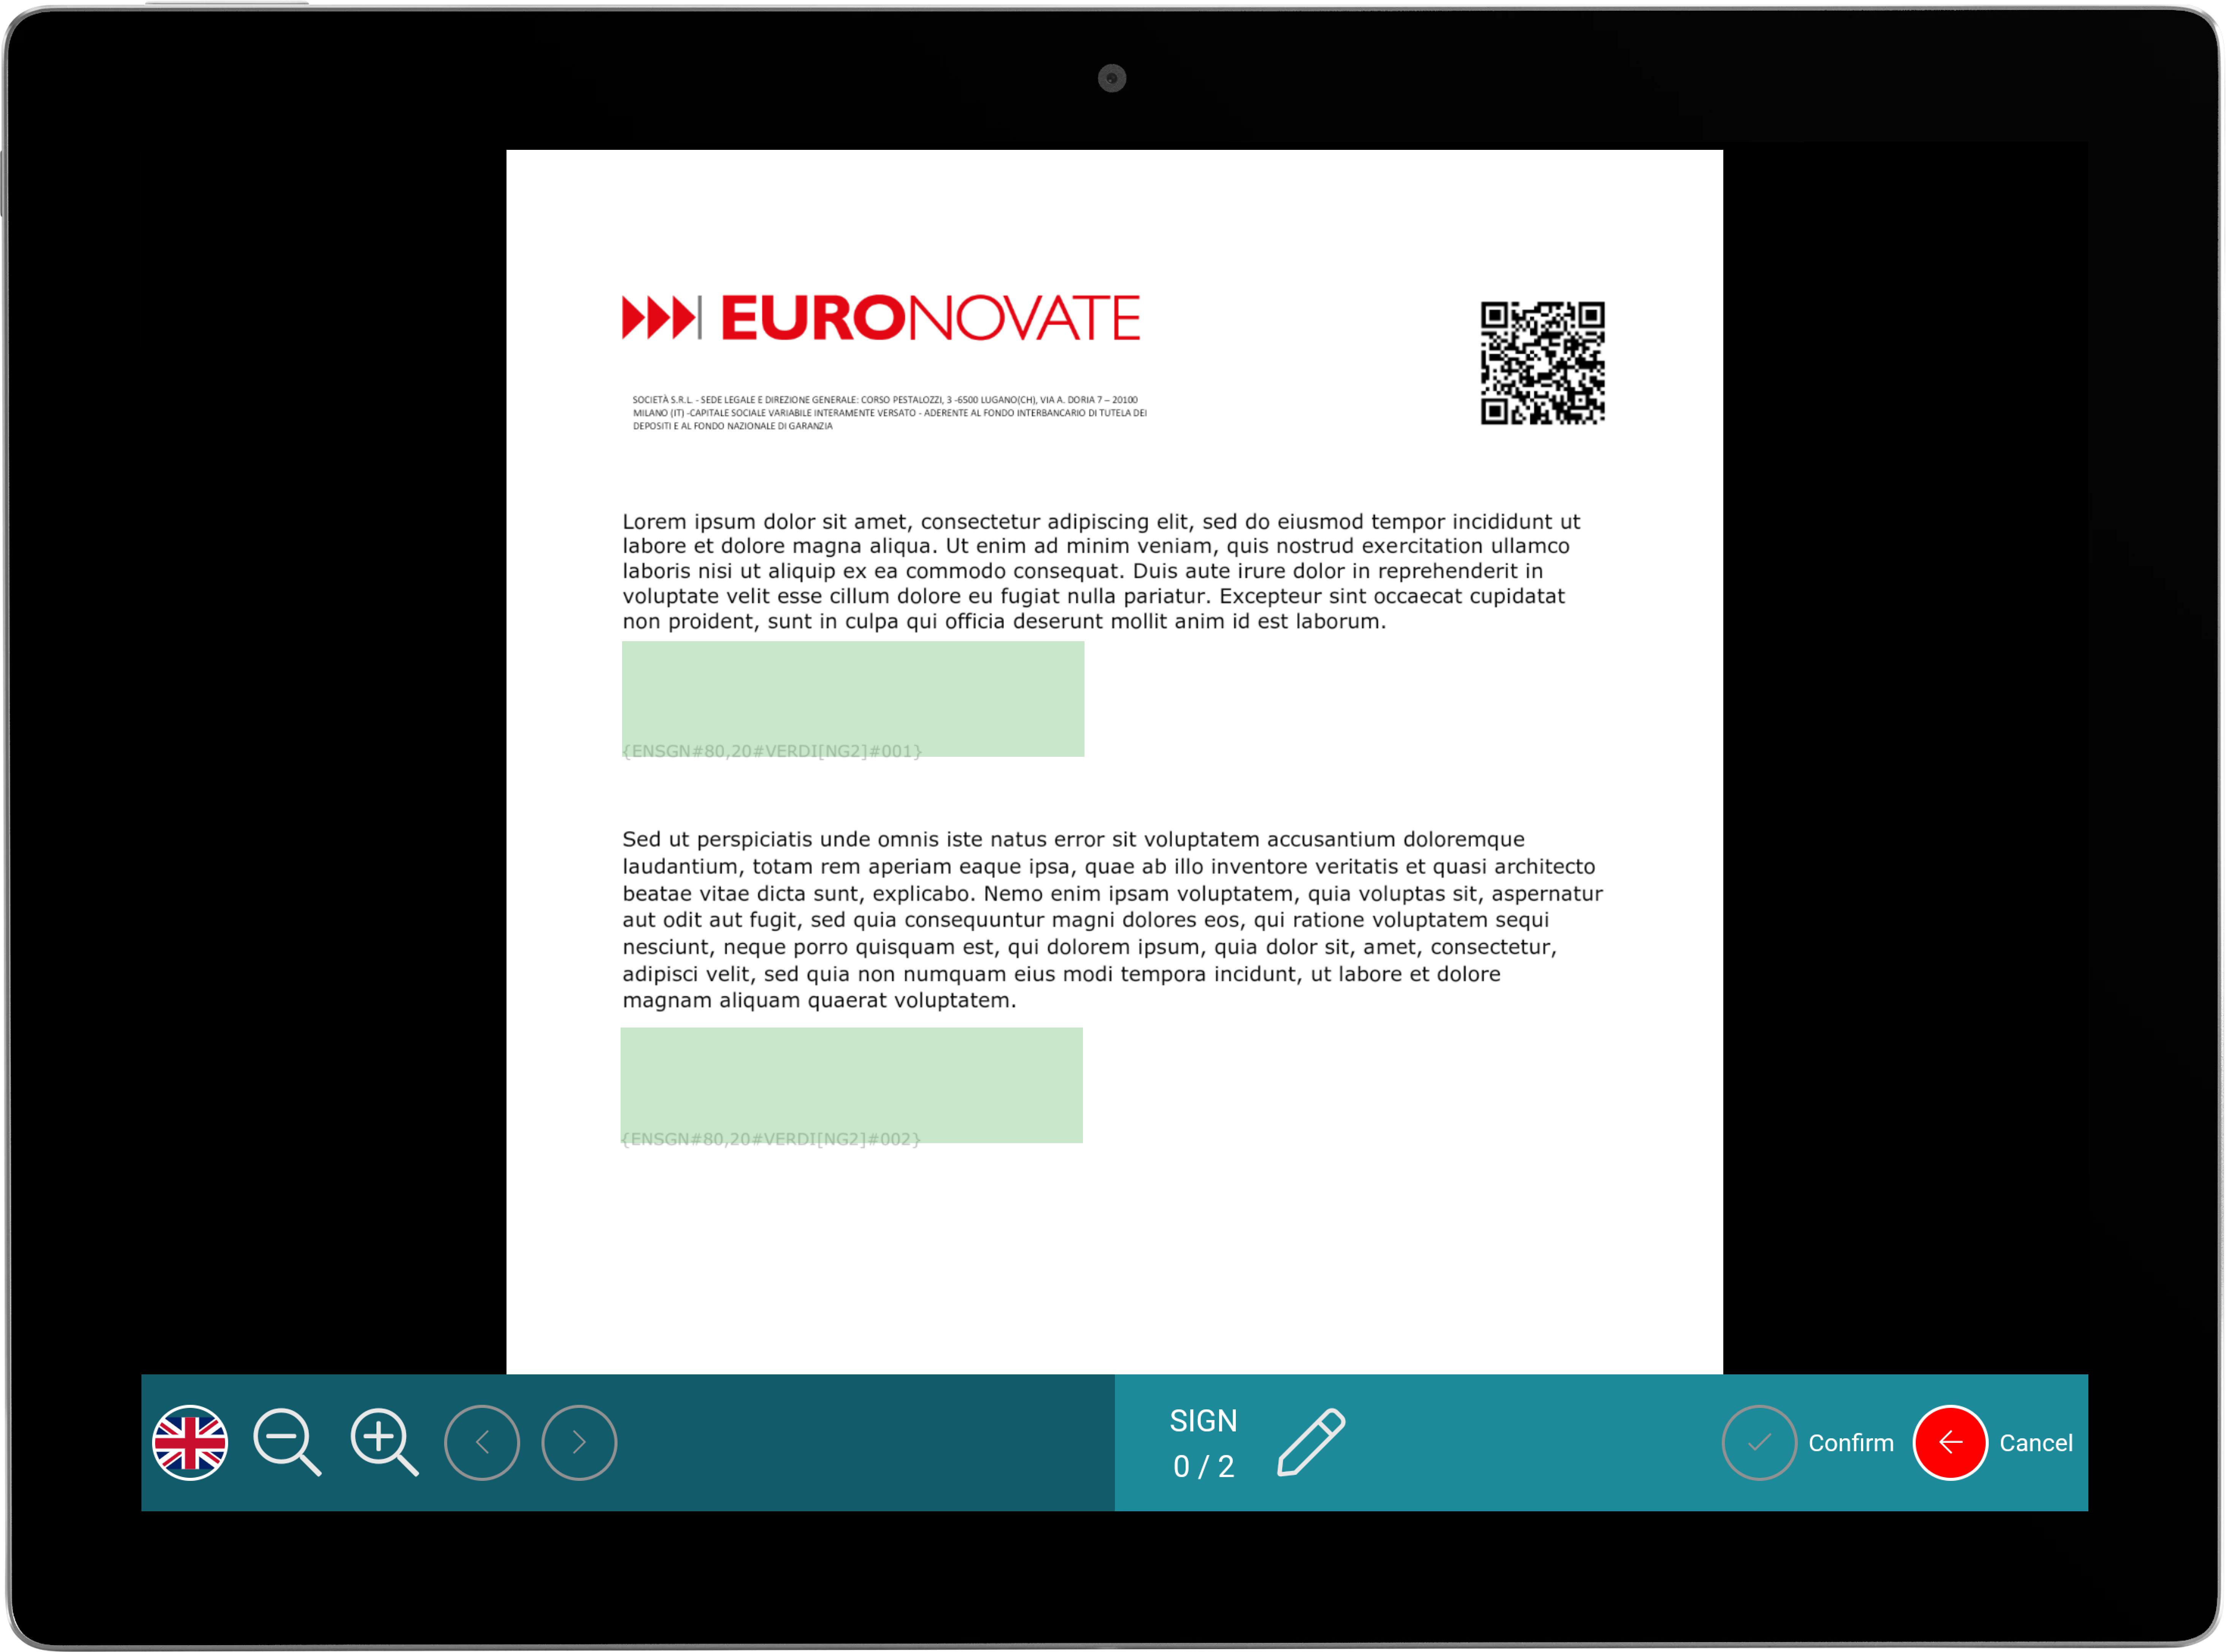 EURONOVATE
SOCIETÀ S.R.L. - SEDE LEGALE E DIREZIONE GENERALE: CORSO PESTALOZZI, 3 -6500 LUGANO(CH), VIA A. DORIA 7 – 20100
MILANO (IT) -CAPITALE SOCIALE VARIABILE INTERAMENTE VERSATO - ADERENTE AL FONDO INTERBANCARIO DI TUTELA DEI
DEPOSITI E AL FONDO NAZIONALE DI GARANZIA
Lorem ipsum dolor sit amet, consectetur adipiscing elit, sed do eiusmod tempor incididunt ut
labore et dolore magna aliqua. Ut enim ad minim veniam, quis nostrud exercitation ullamco
laboris nisi ut aliquip ex ea commodo consequat. Duis aute irure dolor in reprehenderit in
voluptate velit esse cillum dolore eu fugiat nulla pariatur. Excepteur sint occaecat cupidatat
non proident, sunt in culpa qui officia deserunt mollit anim id est laborum.
{ENSGN#80,20#VERDI[NG2]#001}
Sed ut perspiciatis unde omnis iste natus error sit voluptatem accusantium doloremque
laudantium, totam rem aperiam eaque ipsa, quae ab illo inventore veritatis et quasi architecto
beatae vitae dicta sunt, explicabo. Nemo enim ipsam voluptatem, quia voluptas sit, aspernatur
aut odit aut fugit, sed quia consequuntur magni dolores eos, qui ratione voluptatem sequi
nesciunt, neque porro quisquam est, qui dolorem ipsum, quia dolor sit, amet, consectetur,
adipisci velit, sed quia non numquam eius modi tempora incidunt, ut labore et dolore
magnam aliquam quaerat voluptatem.
{ENSGN#80,20#VERDI[NG2]#002}
SIGN
0 / 2
Confirm
Cancel